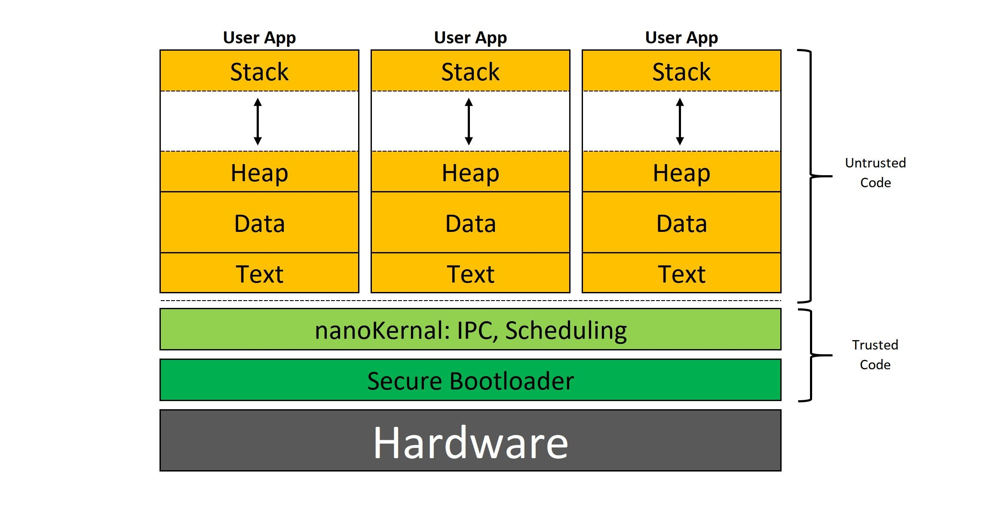 User App
User App
User App
Stack
Stack
Stack
Heap
Heap
Heap
Data
Data
Data
Text
Text
Text
Untrusted
Code
nanoKernal: IPC, Scheduling
Secure Bootloader
Trusted
Code
Hardware